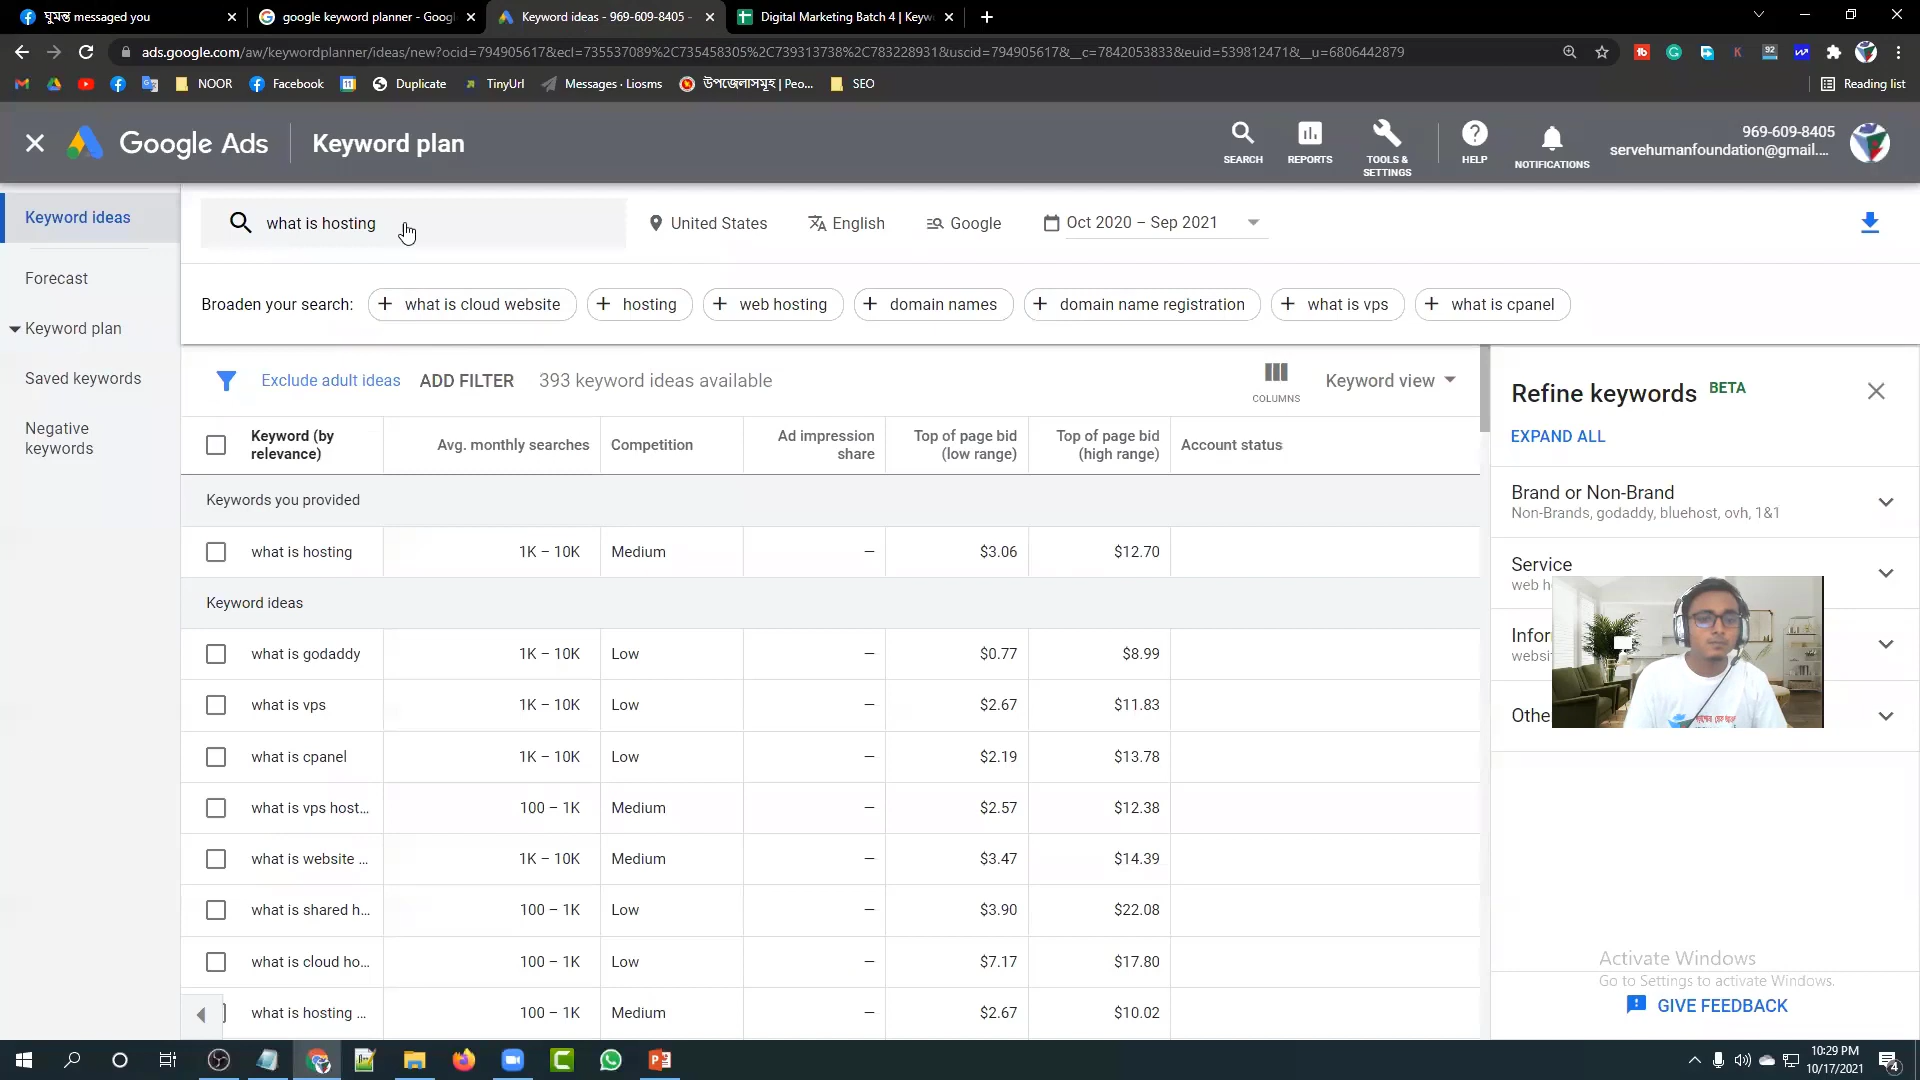 ঘুমন্ত messaged you
google keyword planner - Googl
Keyword ideas - 969-609-8405 -
Digital Marketing Batch 4 | Keyw
ads.google.com/aw/keywordplanner/ideas/new?ocid=794905617&ecl=735537089%2C735458305%2C739313738%2C783228931&uscid=794905617&__c=7842053833&euid=539812471&__u=6806442879
92
NOOR
Facebook
Duplicate
TinyUrl
Messages · Liosms
উপজেলাসমূহ | Peo...
SEO
Reading list
Google Ads
Keyword plan
SEARCH
REPORTS
TOOLS &
SETTINGS
HELP
NOTIFICATIONS
969-609-8405
servehumanfoundation@gmail....
Keyword ideas
Forecast
Keyword plan
Saved keywords
Negative
keywords
what is hosting
United States
English
Google
Oct 2020 – Sep 2021
Broaden your search:
what is cloud website
hosting
web hosting
domain names
domain name registration
what is vps
what is cpanel
Exclude adult ideas
ADD FILTER
393 keyword ideas available
COLUMNS
Keyword view
Keyword (by
relevance)
Avg. monthly searches
Competition
Ad impression
share
Top of page bid
(low range)
Top of page bid
(high range)
Account status
Keywords you provided
what is hosting 1K – 10K Medium – $3.06 $12.70
Keyword ideas
what is godaddy 1K – 10K Low – $0.77 $8.99
what is vps 1K – 10K Low – $2.67 $11.83
what is cpanel 1K – 10K Low – $2.19 $13.78
what is vps host... 100 – 1K Medium – $2.57 $12.38
what is website ... 1K – 10K Medium – $3.47 $14.39
what is shared h... 100 – 1K Low – $3.90 $22.08
what is cloud ho... 100 – 1K Low – $7.17 $17.80
what is hosting ... 100 – 1K Medium – $2.67 $10.02
Refine keywords BETA
EXPAND ALL
Brand or Non-Brand
Non-Brands, godaddy, bluehost, ovh, 1&1
Service
web h
Infor
websi
Othe
Activate Windows
Go to Settings to activate Windows.
GIVE FEEDBACK
10:29 PM
10/17/2021
4